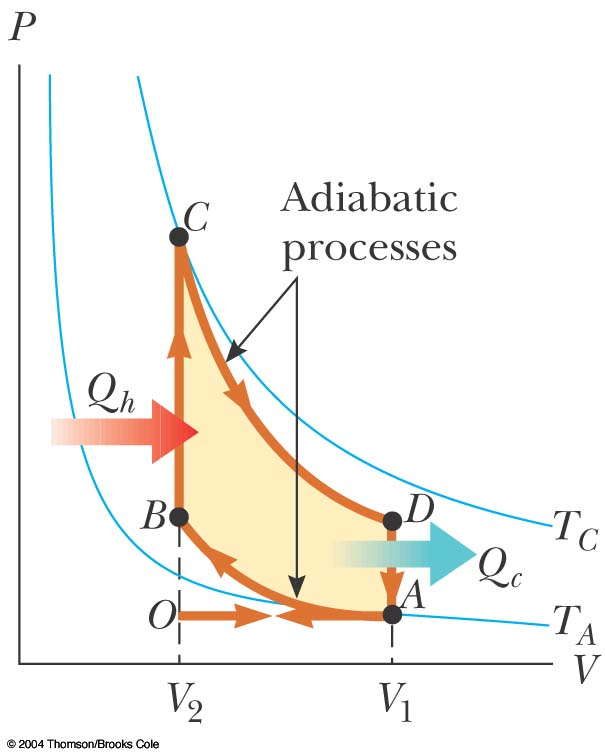 P
C
Adiabatic
processes
Q_h
B
D
T_C
Q_c
O
A
T_A
V
V_2
V_1
© 2004 Thomson/Brooks Cole